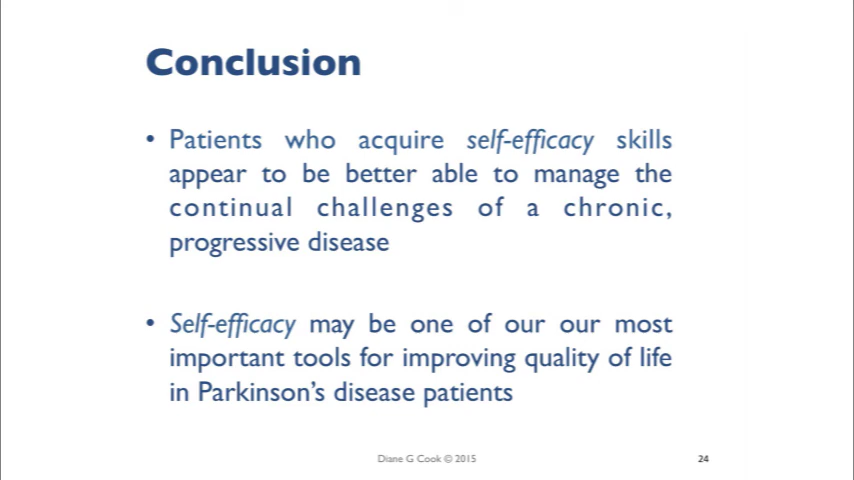 Conclusion
• Patients who acquire self-efficacy skills
appear to be better able to manage the
continual challenges of a chronic,
progressive disease
• Self-efficacy may be one of our our most
important tools for improving quality of life
in Parkinson’s disease patients
Diane G Cook © 2015
24